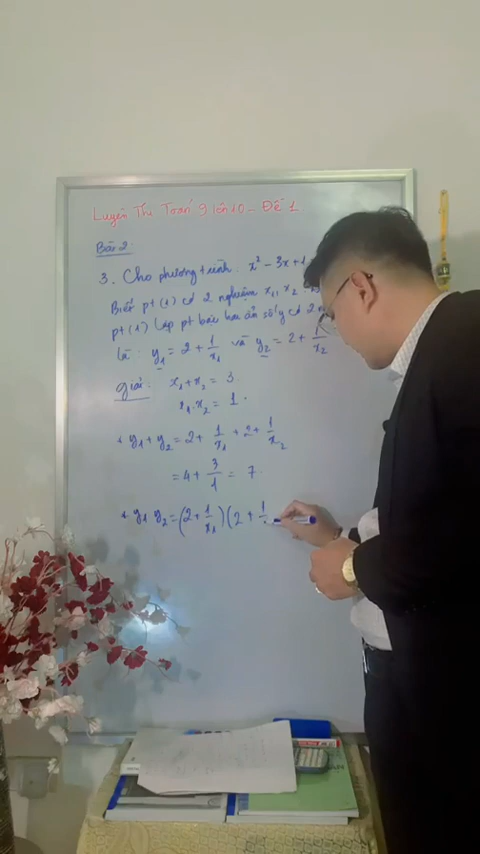 Luyện Thi Toán 9 lên 10 - Đề 1
Bài 2:
3. Cho phương trình: x² - 3x + 1
Biết pt (1) có 2 nghiệm x₁, x₂
pt (1) Lập pt bậc hai ẩn số y có 2
là: y₁ = 2 + 1/x₁ và y₂ = 2 + 1/x₂
Giải: x₁ + x₂ = 3
x₁ . x₂ = 1.
+ y₁ + y₂ = 2 + 1/x₁ + 2 + 1/x₂
= 4 + 3/1 = 7.
+ y₁ y₂ = (2 + 1/x₁)(2 + 1/